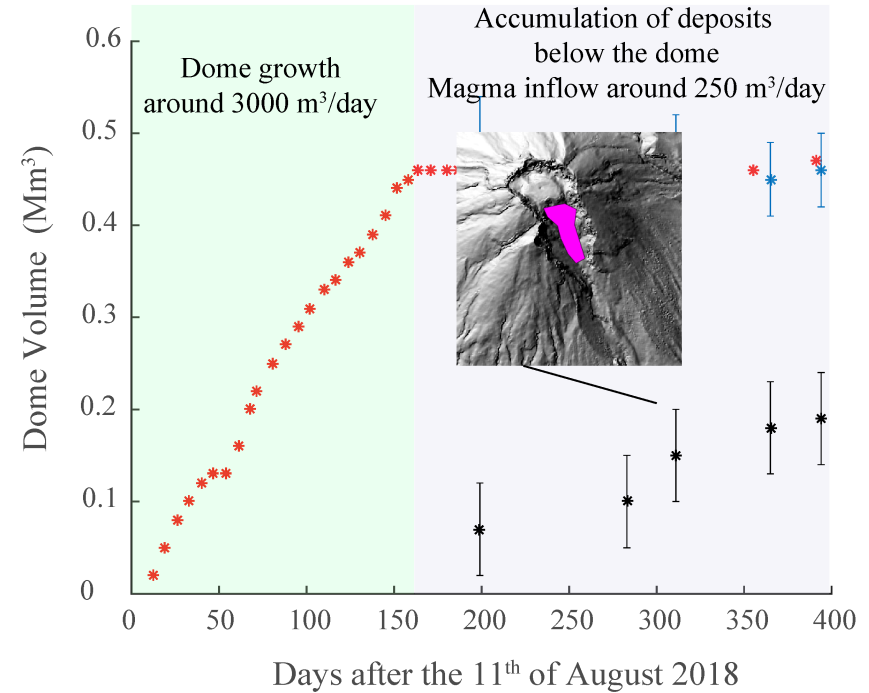 Accumulation of deposits
below the dome
Magma inflow around 250 m³/day
Dome growth
around 3000 m³/day
Dome Volume (Mm³)
0.6
0.5
0.4
0.3
0.2
0.1
0
0 50 100 150 200 250 300 350 400
Days after the 11th of August 2018